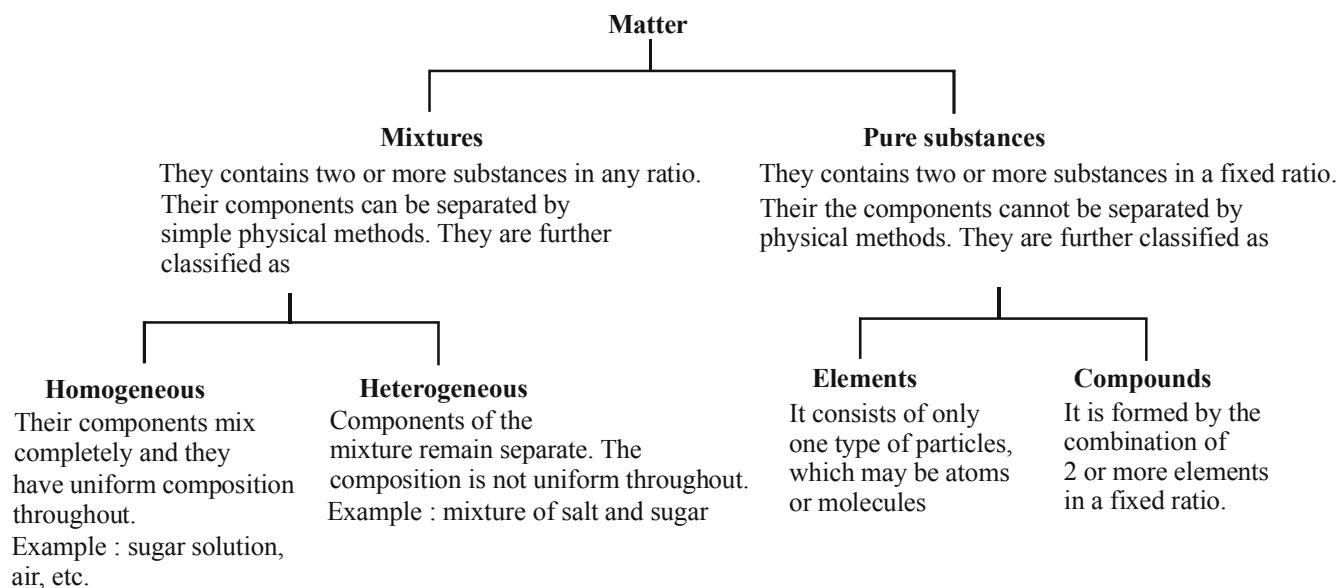 Matter
Mixtures
They contains two or more substances in any ratio.
Their components can be separated by
simple physical methods. They are further
classified as
Pure substances
They contains two or more substances in a fixed ratio.
Their the components cannot be separated by
physical methods. They are further classified as
Homogeneous
Their components mix
completely and they
have uniform composition
throughout.
Example : sugar solution,
air, etc.
Heterogeneous
Components of the
mixture remain separate. The
composition is not uniform throughout.
Example : mixture of salt and sugar
Elements
It consists of only
one type of particles,
which may be atoms
or molecules
Compounds
It is formed by the
combination of
2 or more elements
in a fixed ratio.